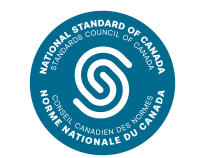 NATIONAL STANDARD OF CANADA
STANDARDS COUNCIL OF CANADA
CONSEIL CANADIEN DES NORMES
NORME NATIONALE DU CANADA